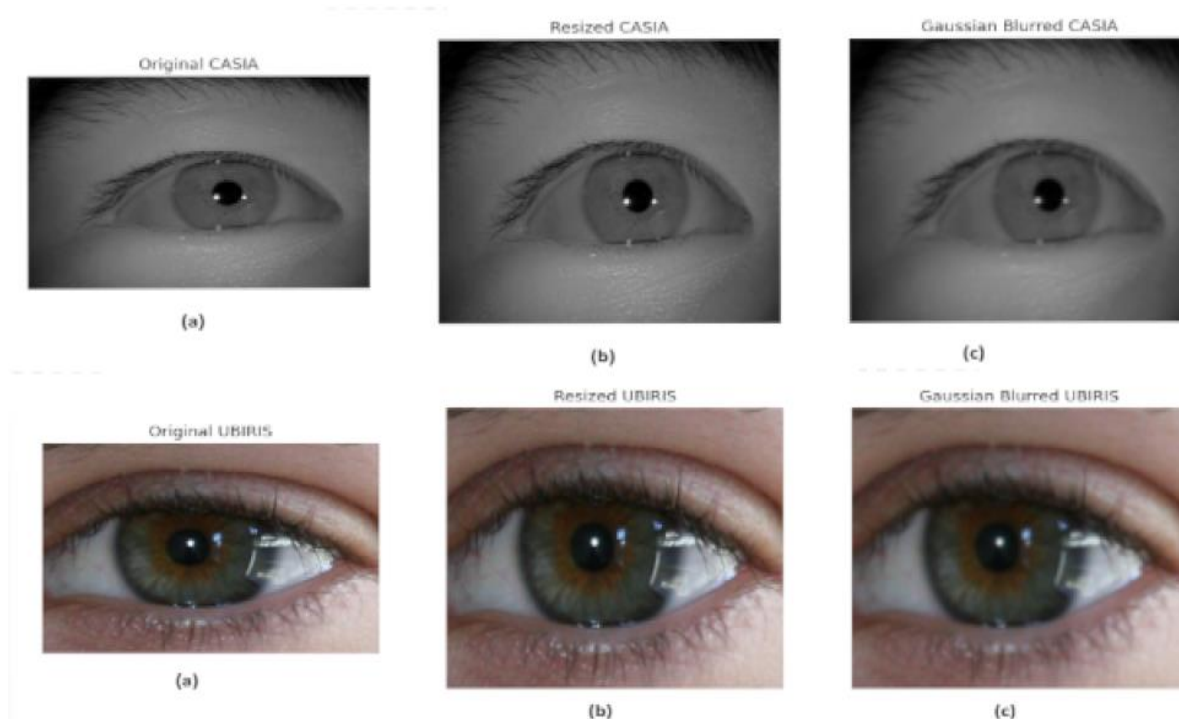 Original CASIA
Resized CASIA
Gaussian Blurred CASIA
(a)
(b)
(c)
Original UBIRIS
Resized UBIRIS
Gaussian Blurred UBIRIS
(a)
(b)
(c)